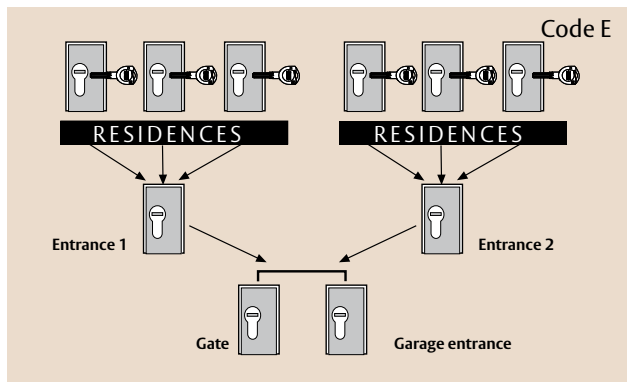 Code E
RESIDENCES
RESIDENCES
Entrance 1
Entrance 2
Gate
Garage entrance